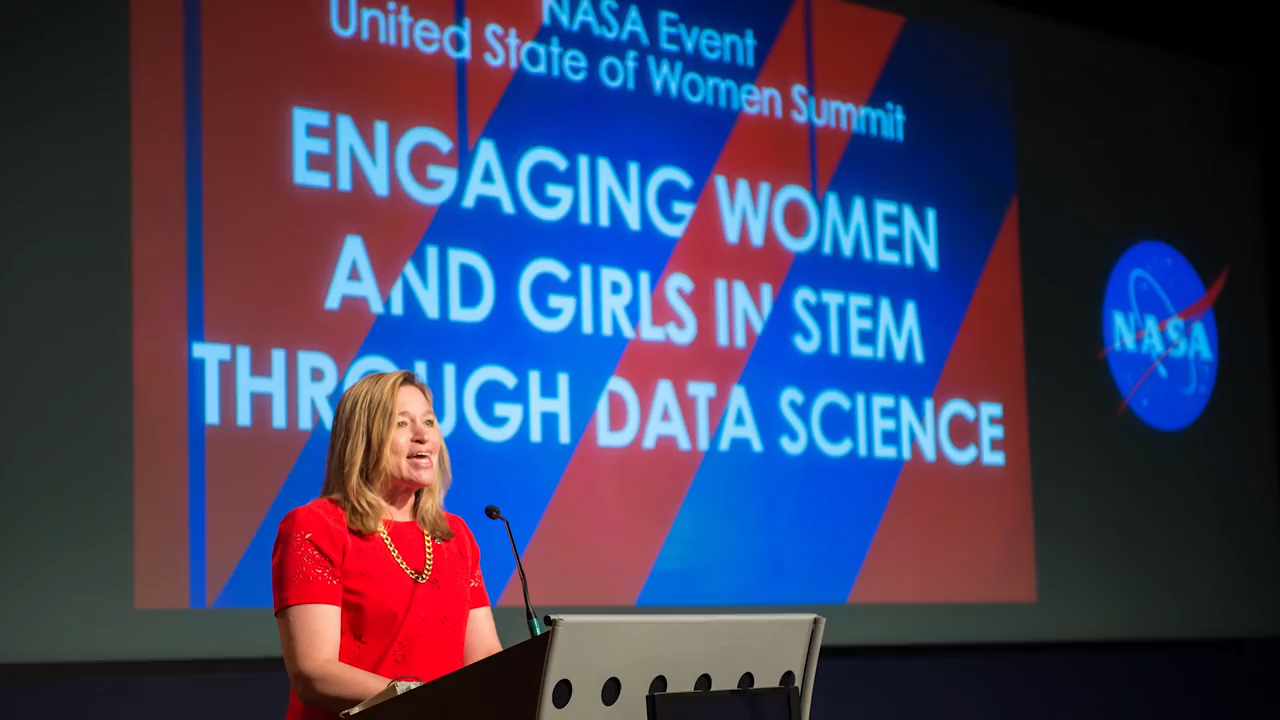 NASA Event
United State of Women Summit
ENGAGING WOMEN
AND GIRLS IN STEM
THROUGH DATA SCIENCE
NASA